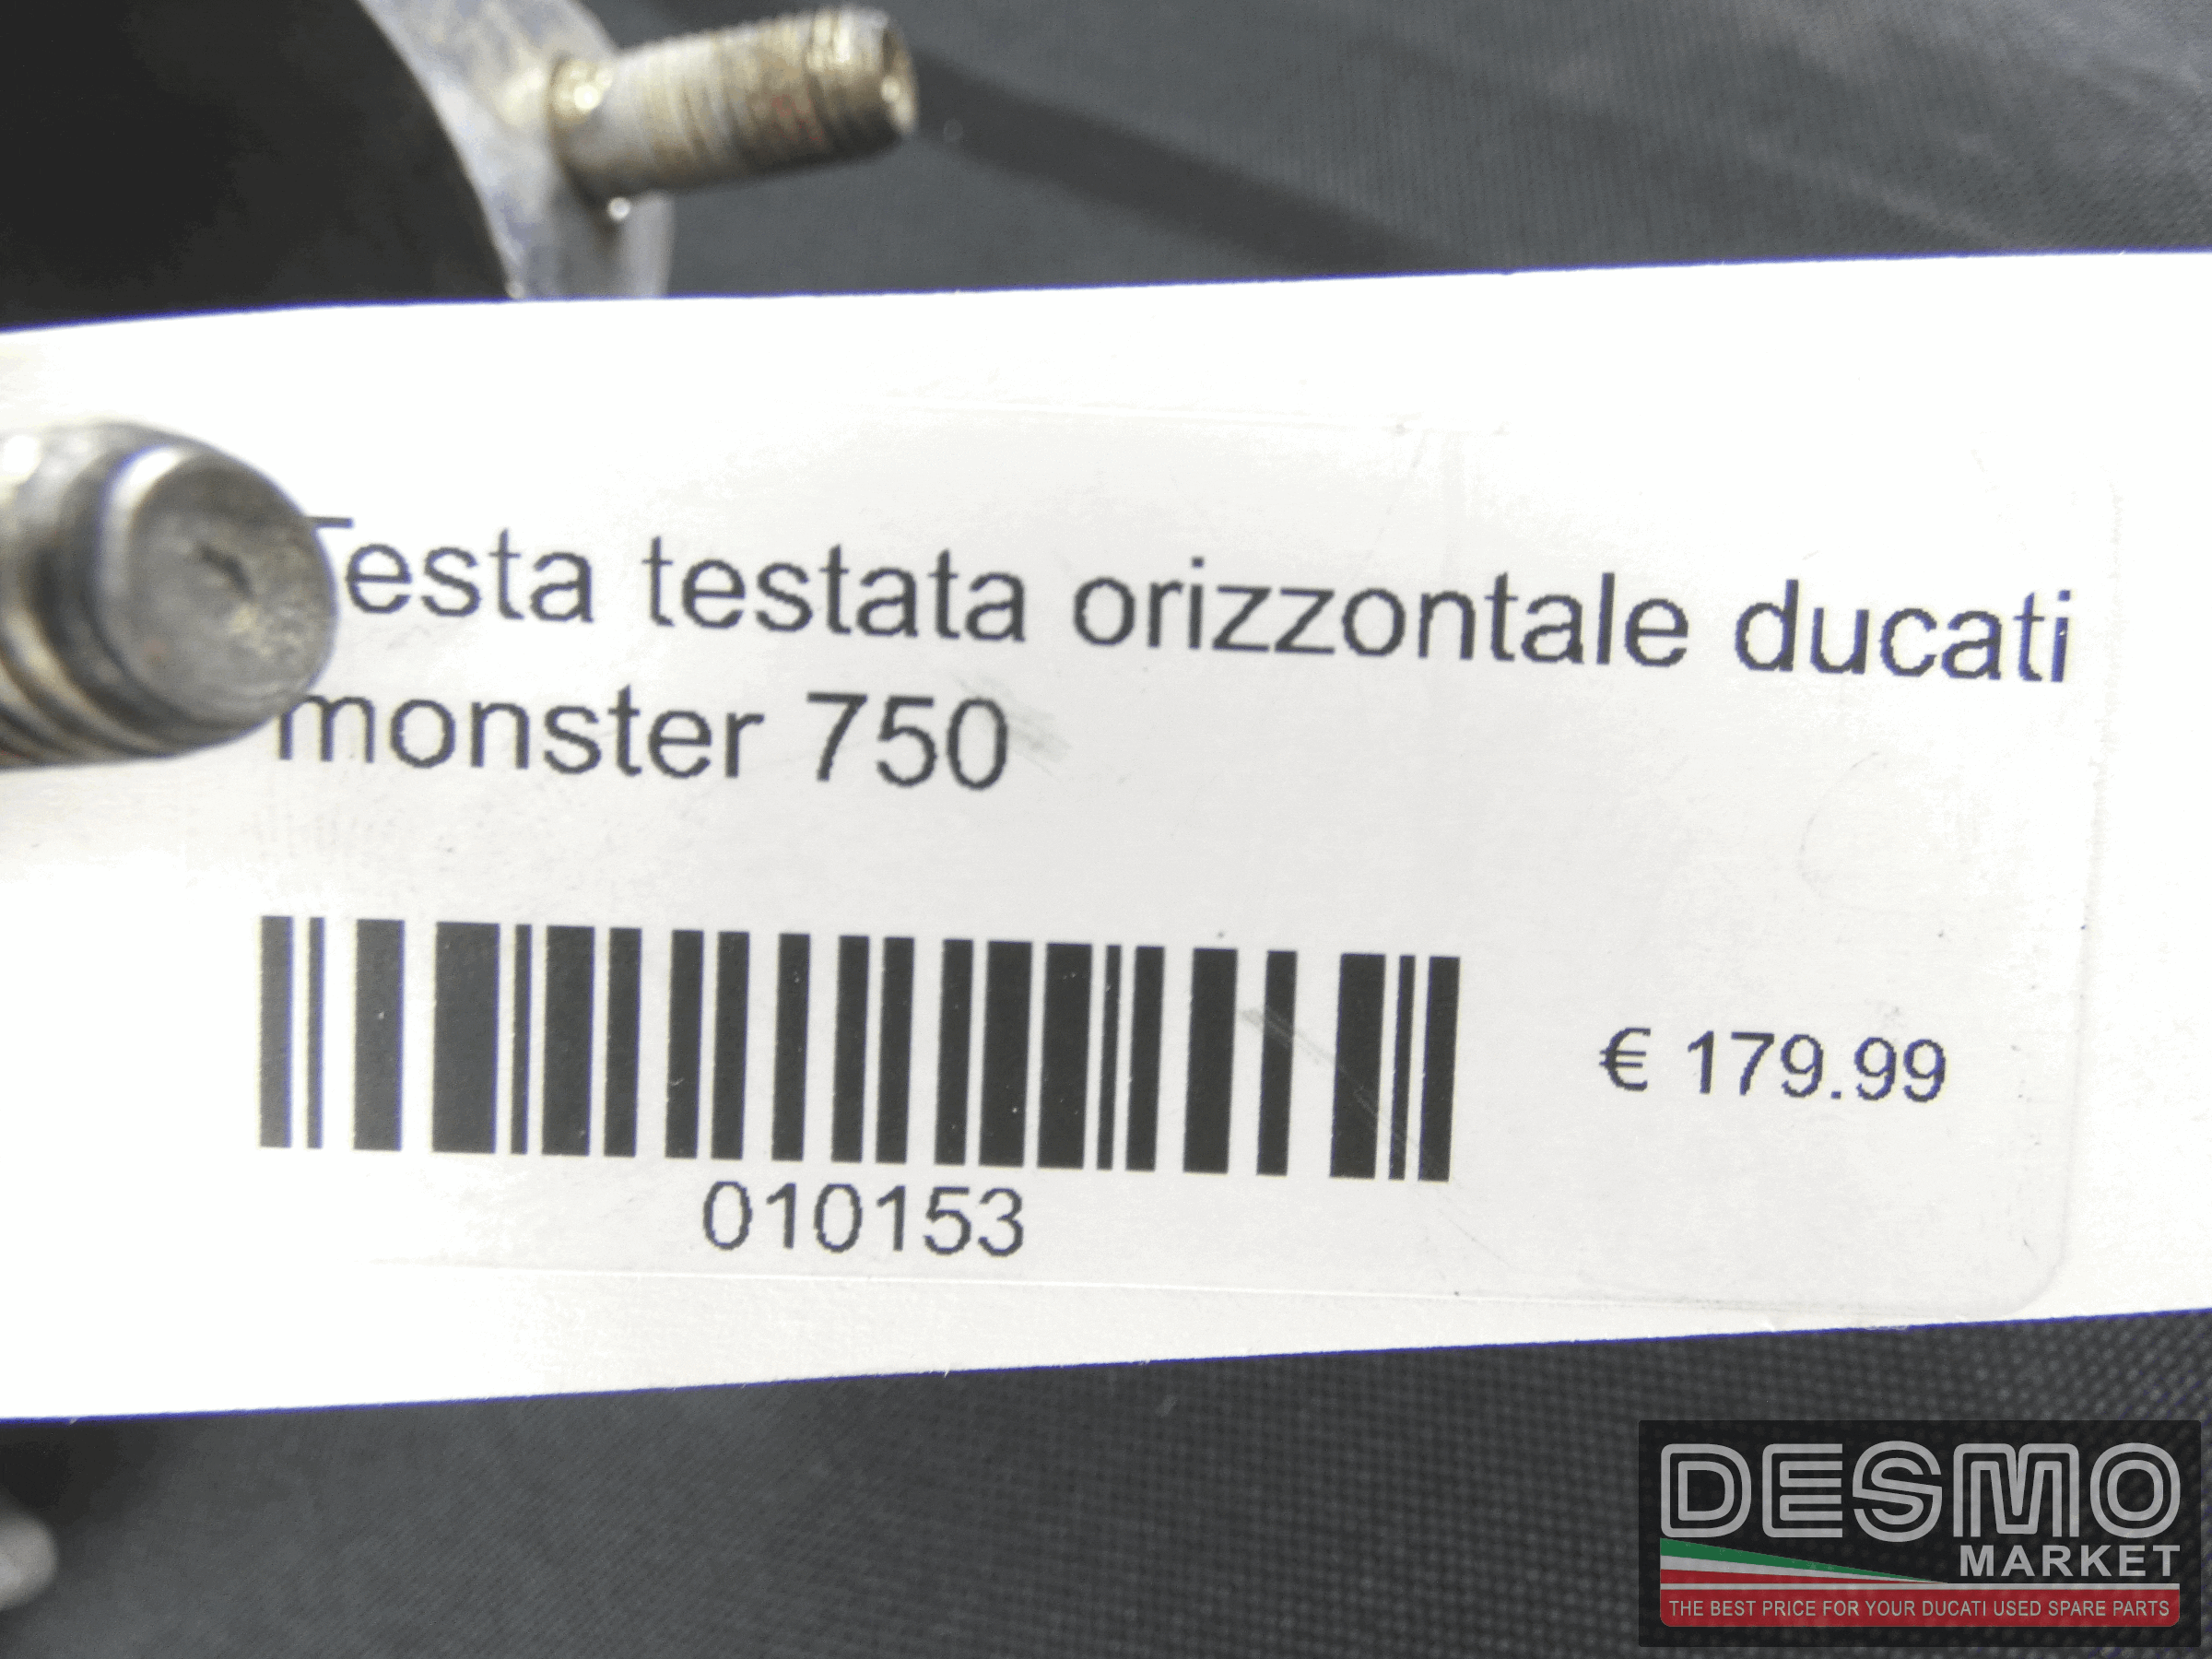 Testa testata orizzontale ducati
monster 750
€ 179.99
010153
DESMO
MARKET
THE BEST PRICE FOR YOUR DUCATI USED SPARE PARTS